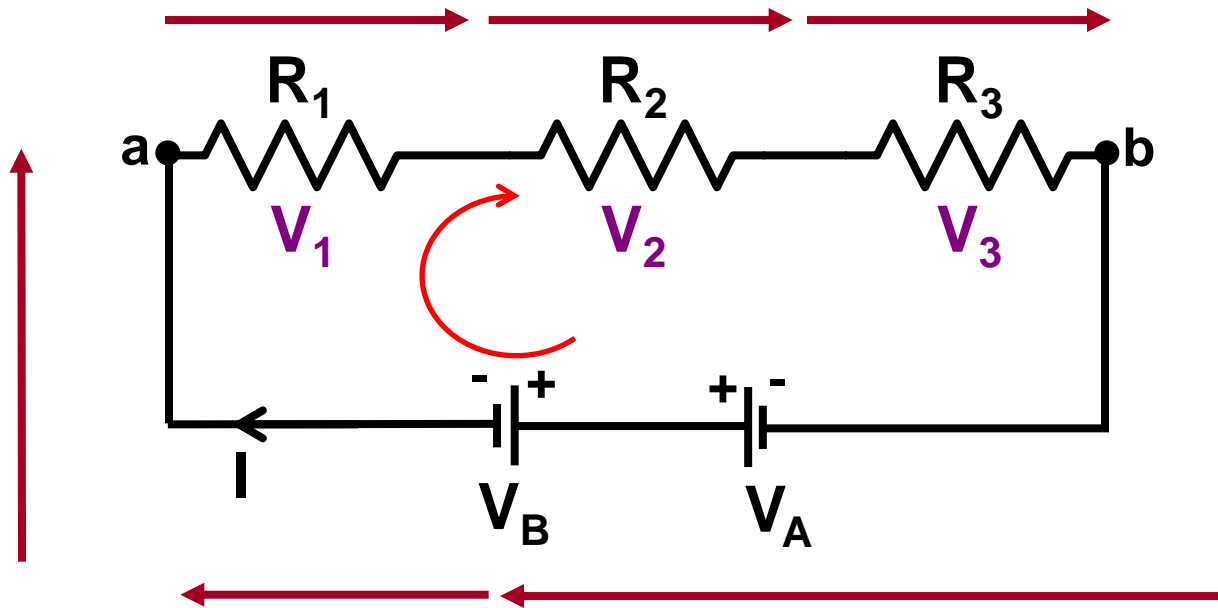 R1 R2 R3
a b
V1 V2 V3
- + + -
I
VB VA